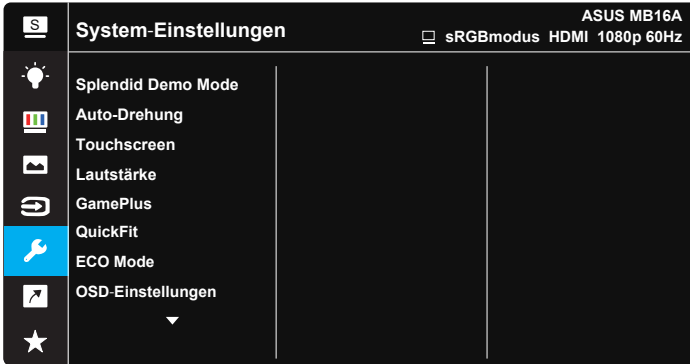 S
System-Einstellungen
ASUS MB16A
sRGBmodus HDMI 1080p 60Hz
Splendid Demo Mode
Auto-Drehung
Touchscreen
Lautstärke
GamePlus
QuickFit
ECO Mode
OSD-Einstellungen